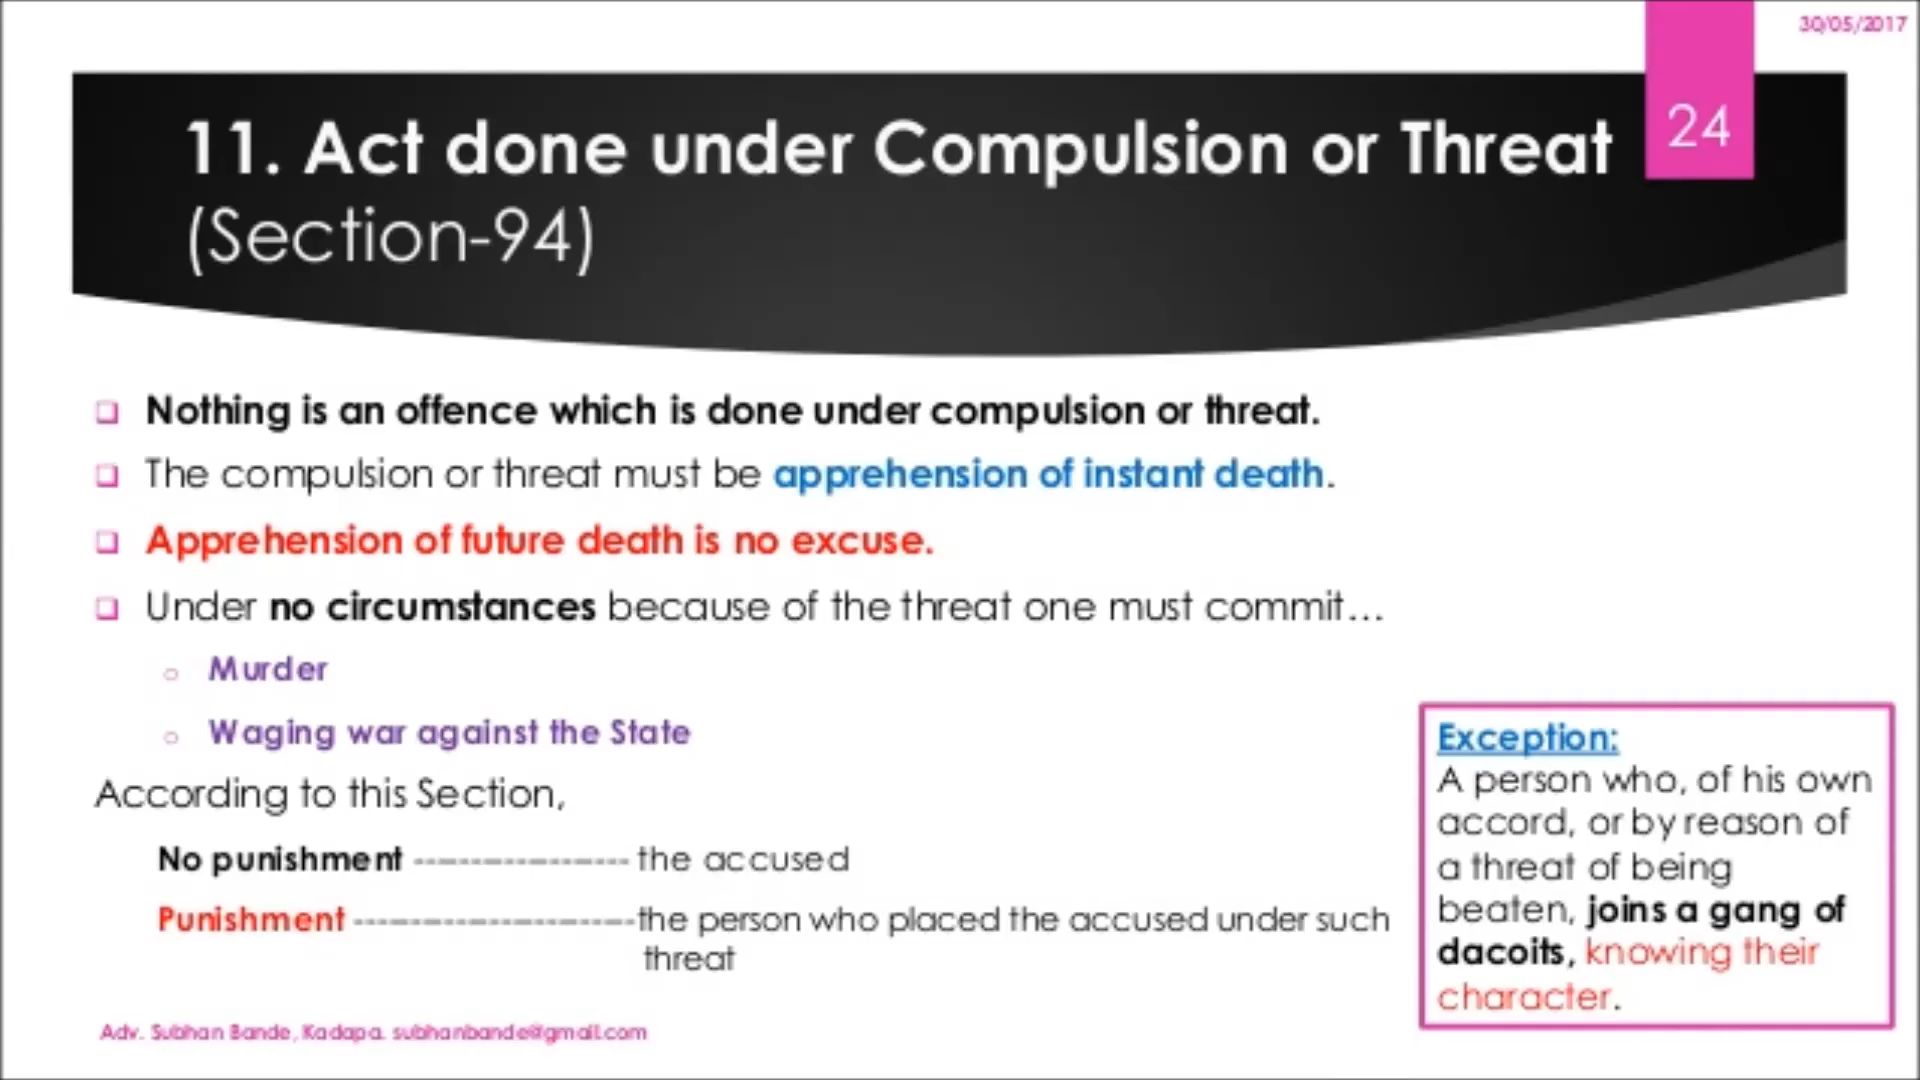 30/05/2017
24
11. Act done under Compulsion or Threat
(Section-94)
❑ Nothing is an offence which is done under compulsion or threat.
❑ The compulsion or threat must be apprehension of instant death.
❑ Apprehension of future death is no excuse.
❑ Under no circumstances because of the threat one must commit…
○ Murder
○ Waging war against the State
According to this Section,
No punishment ------------------- the accused
Punishment -------------------------the person who placed the accused under such
threat
Exception:
A person who, of his own
accord, or by reason of
a threat of being
beaten, joins a gang of
dacoits, knowing their
character.
Adv. Subhan Bande, Kadapa. subhanbande@gmail.com